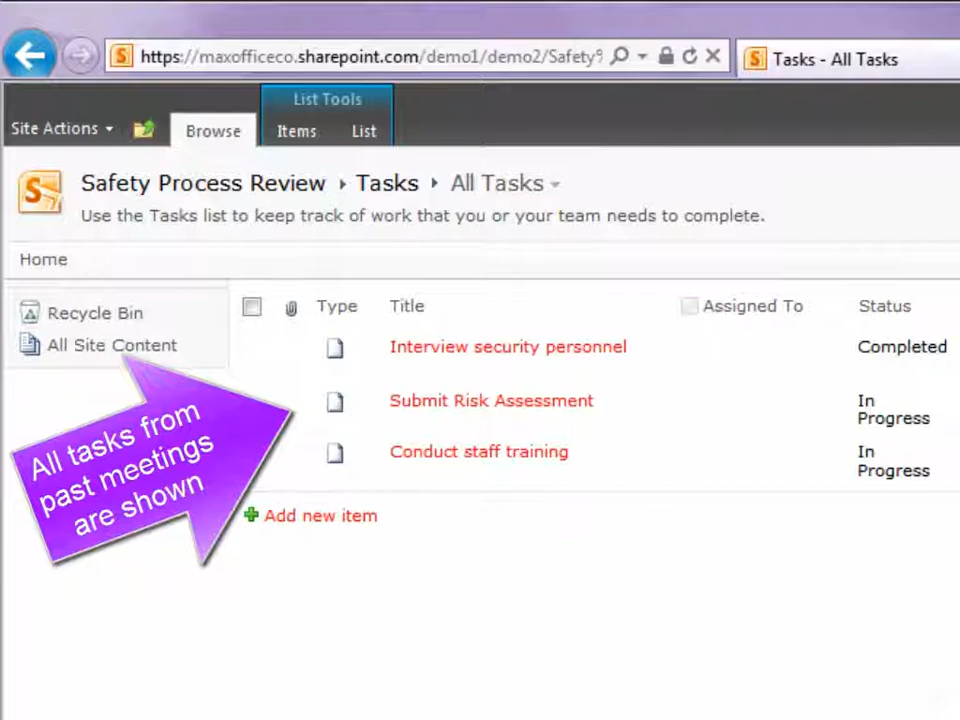 https://maxofficeco.sharepoint.com/demo1/demo2/Safety%
Tasks - All Tasks
List Tools
Site Actions
Browse
Items
List
Safety Process Review
Tasks
All Tasks
Use the Tasks list to keep track of work that you or your team needs to complete.
Home
Recycle Bin
All Site Content
Type
Title
Assigned To
Status
Interview security personnel
Completed
Submit Risk Assessment
In
Progress
Conduct staff training
In
Progress
Add new item
All tasks from
past meetings
are shown